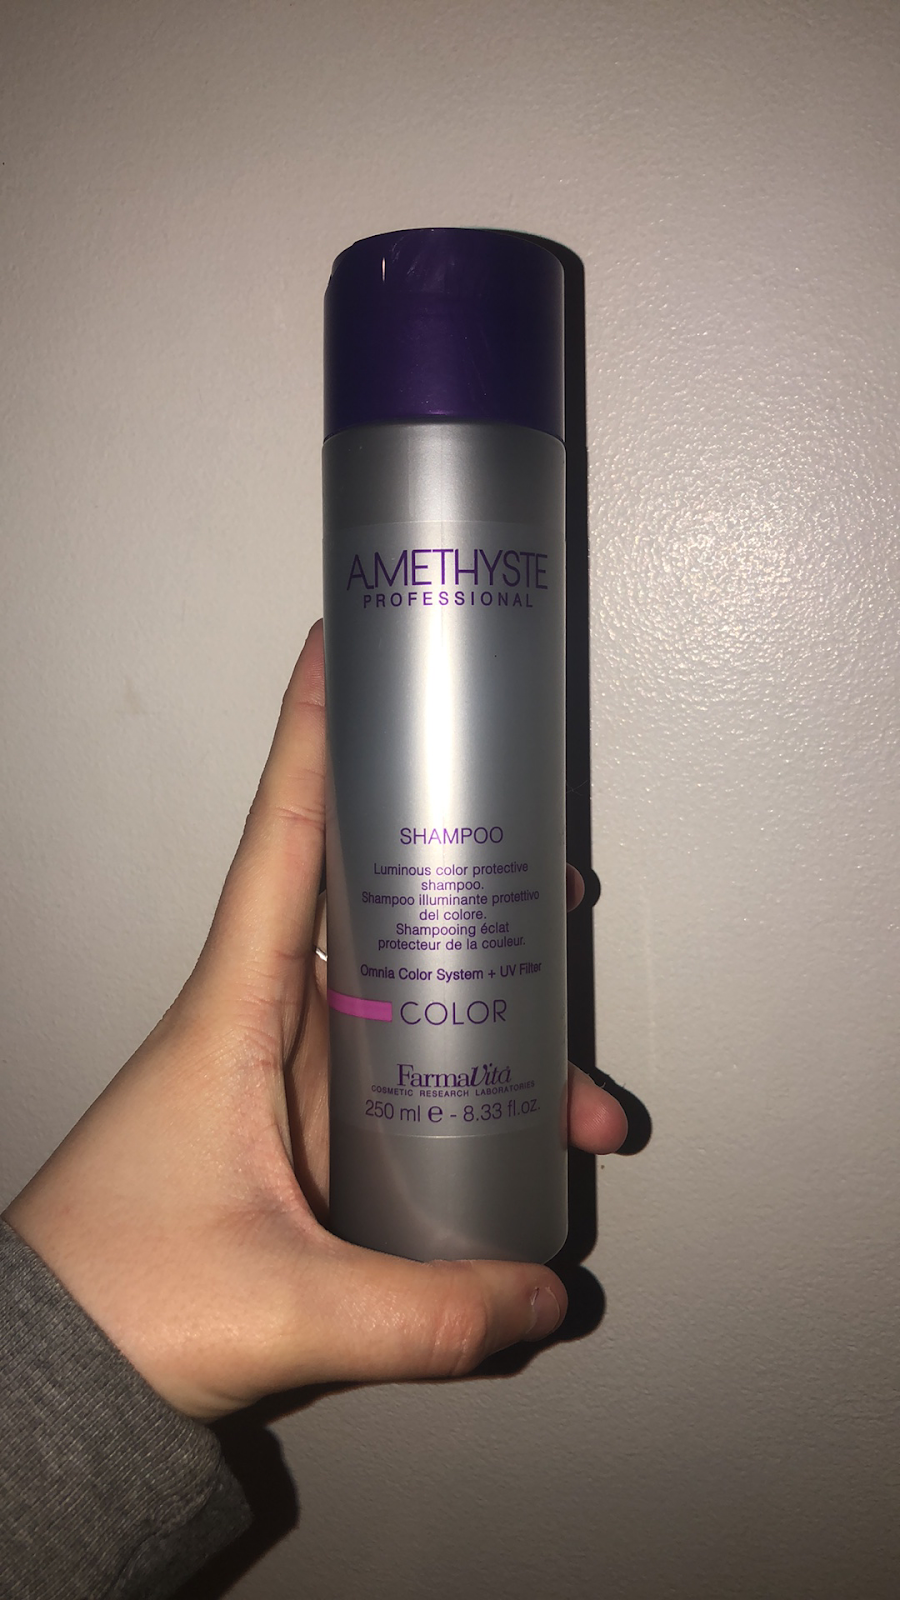 AMETHYSTE
PROFESSIONAL
SHAMPOO
Luminous color protective
shampoo.
Shampoo illuminante protettivo
del colore.
Shampooing éclat
protecteur de la couleur.
Omnia Color System + UV Filter
COLOR
FarmaVita
COSMETIC RESEARCH LABORATORIES
250 ml e - 8.33 fl.oz.